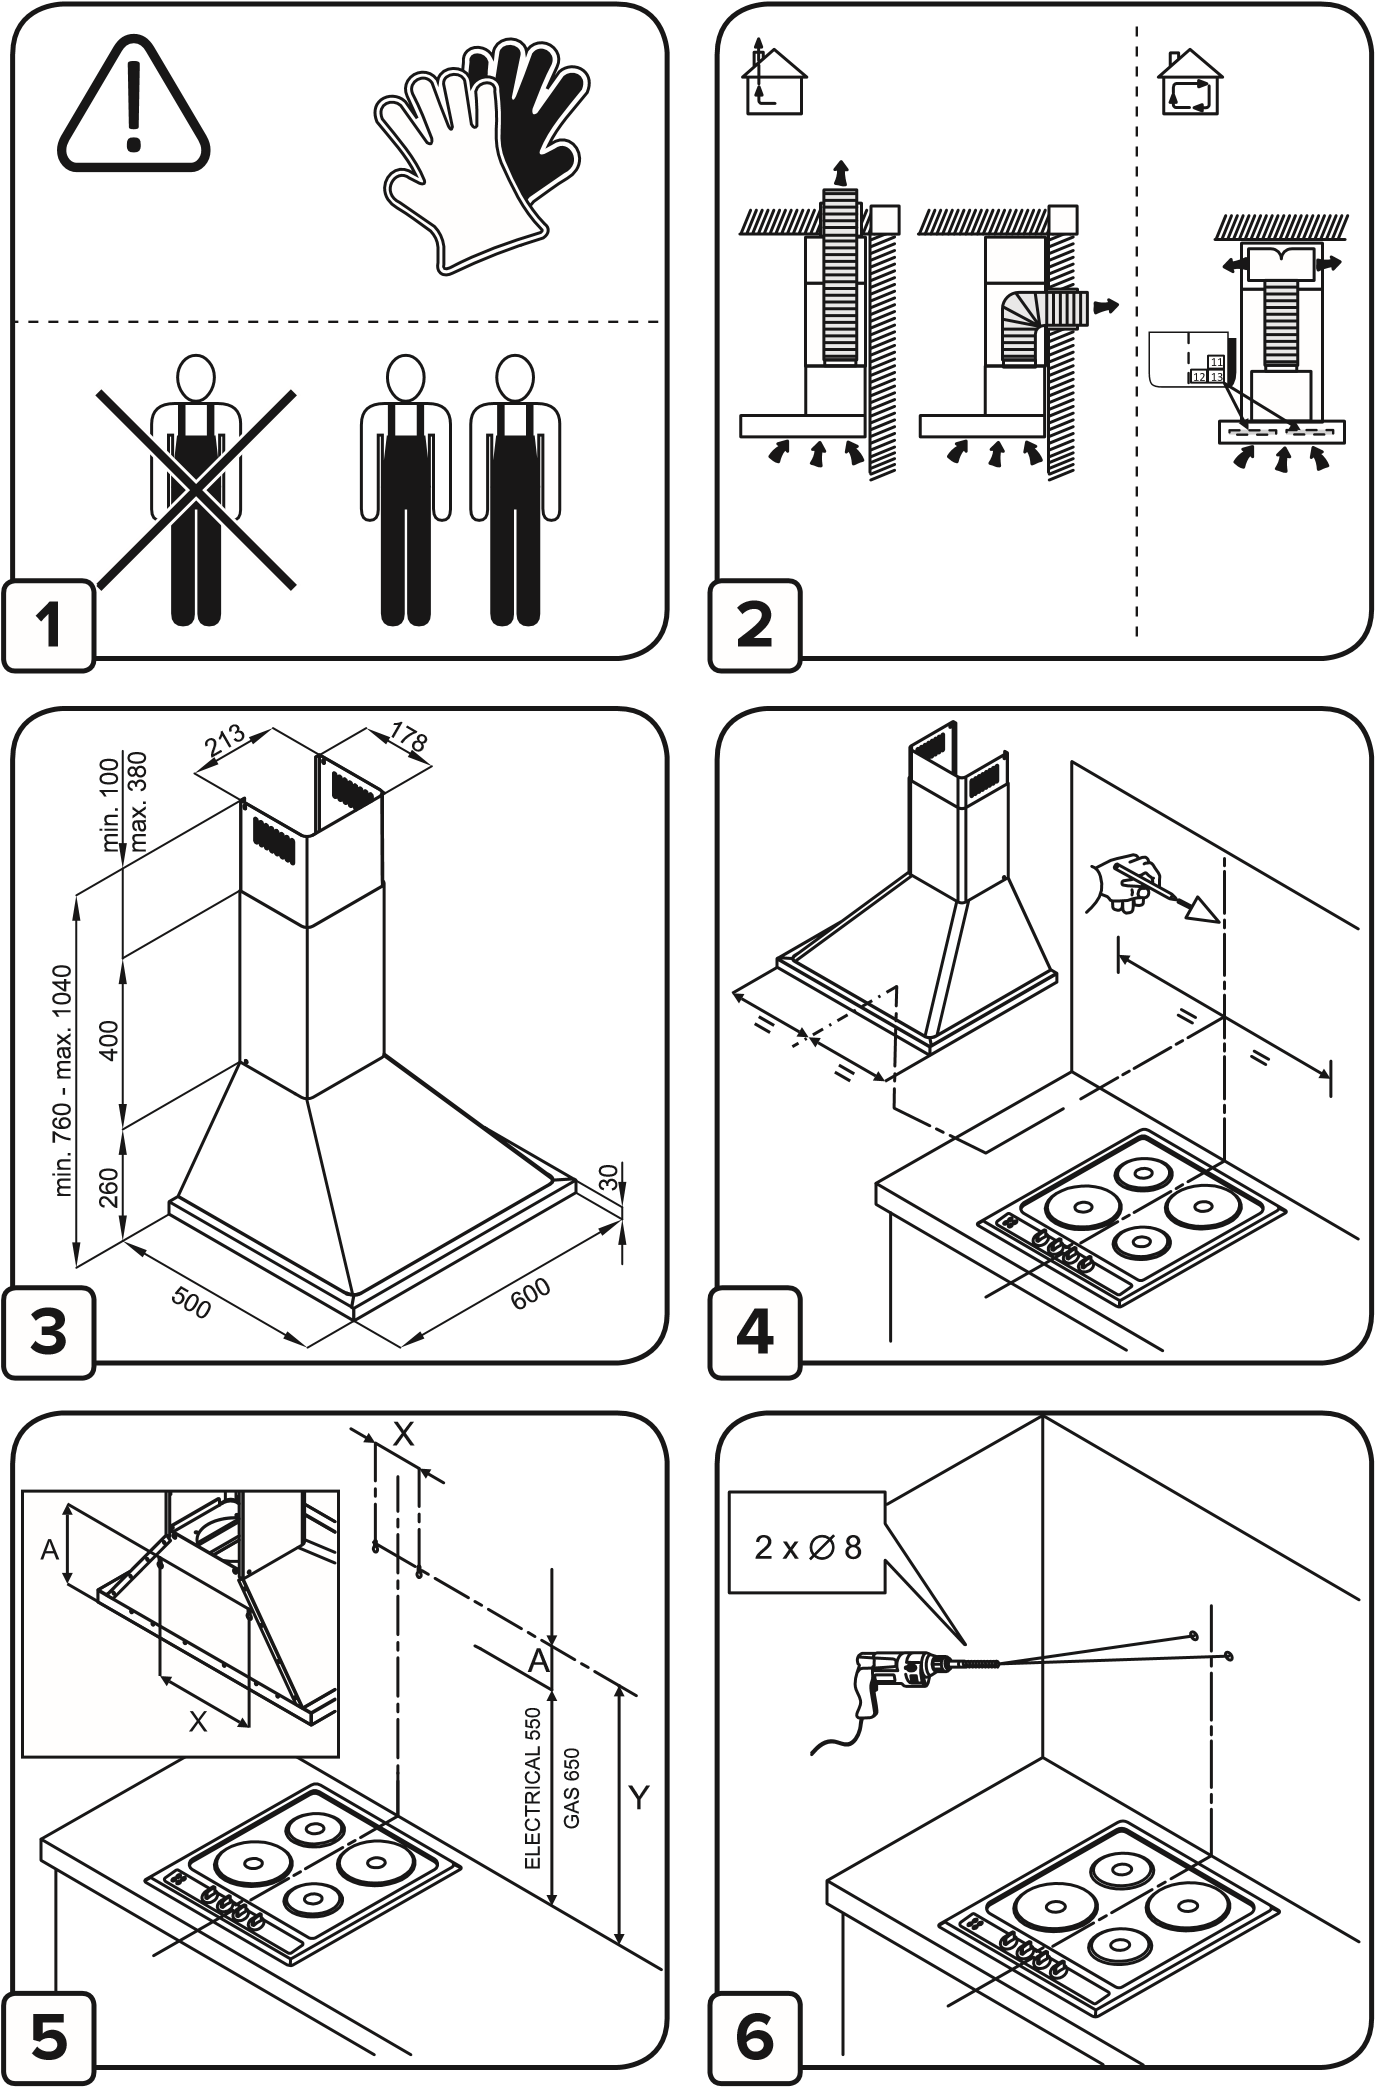 !
1
11
12 13
2
213
178
min. 100
max. 380
min. 760 - max. 1040
400
260
30
500
600
3
=
=
=
=
4
X
A
X
A
ELECTRICAL 550
GAS 650
Y
5
2 x ∅ 8
6